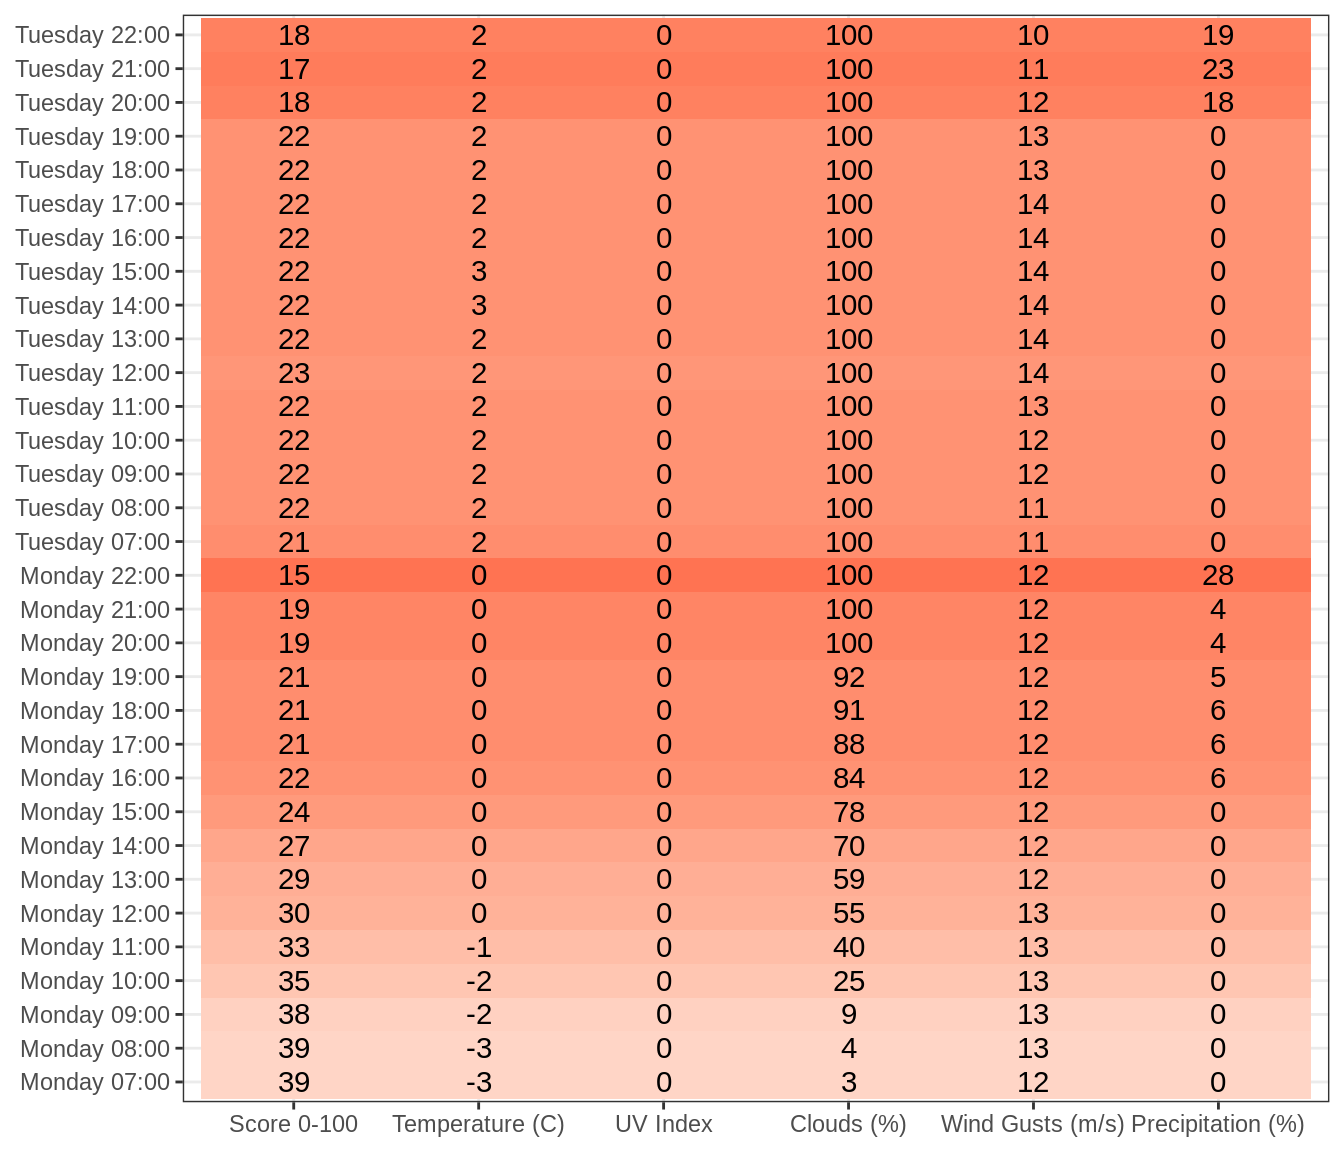 Tuesday 22:00 18 2 0 100 10 19
Tuesday 21:00 17 2 0 100 11 23
Tuesday 20:00 18 2 0 100 12 18
Tuesday 19:00 22 2 0 100 13 0
Tuesday 18:00 22 2 0 100 13 0
Tuesday 17:00 22 2 0 100 14 0
Tuesday 16:00 22 2 0 100 14 0
Tuesday 15:00 22 3 0 100 14 0
Tuesday 14:00 22 3 0 100 14 0
Tuesday 13:00 22 2 0 100 14 0
Tuesday 12:00 23 2 0 100 14 0
Tuesday 11:00 22 2 0 100 13 0
Tuesday 10:00 22 2 0 100 12 0
Tuesday 09:00 22 2 0 100 12 0
Tuesday 08:00 22 2 0 100 11 0
Tuesday 07:00 21 2 0 100 11 0
Monday 22:00 15 0 0 100 12 28
Monday 21:00 19 0 0 100 12 4
Monday 20:00 19 0 0 100 12 4
Monday 19:00 21 0 0 92 12 5
Monday 18:00 21 0 0 91 12 6
Monday 17:00 21 0 0 88 12 6
Monday 16:00 22 0 0 84 12 6
Monday 15:00 24 0 0 78 12 0
Monday 14:00 27 0 0 70 12 0
Monday 13:00 29 0 0 59 12 0
Monday 12:00 30 0 0 55 13 0
Monday 11:00 33 -1 0 40 13 0
Monday 10:00 35 -2 0 25 13 0
Monday 09:00 38 -2 0 9 13 0
Monday 08:00 39 -3 0 4 13 0
Monday 07:00 39 -3 0 3 12 0
Score 0-100 Temperature (C) UV Index Clouds (%) Wind Gusts (m/s) Precipitation (%)